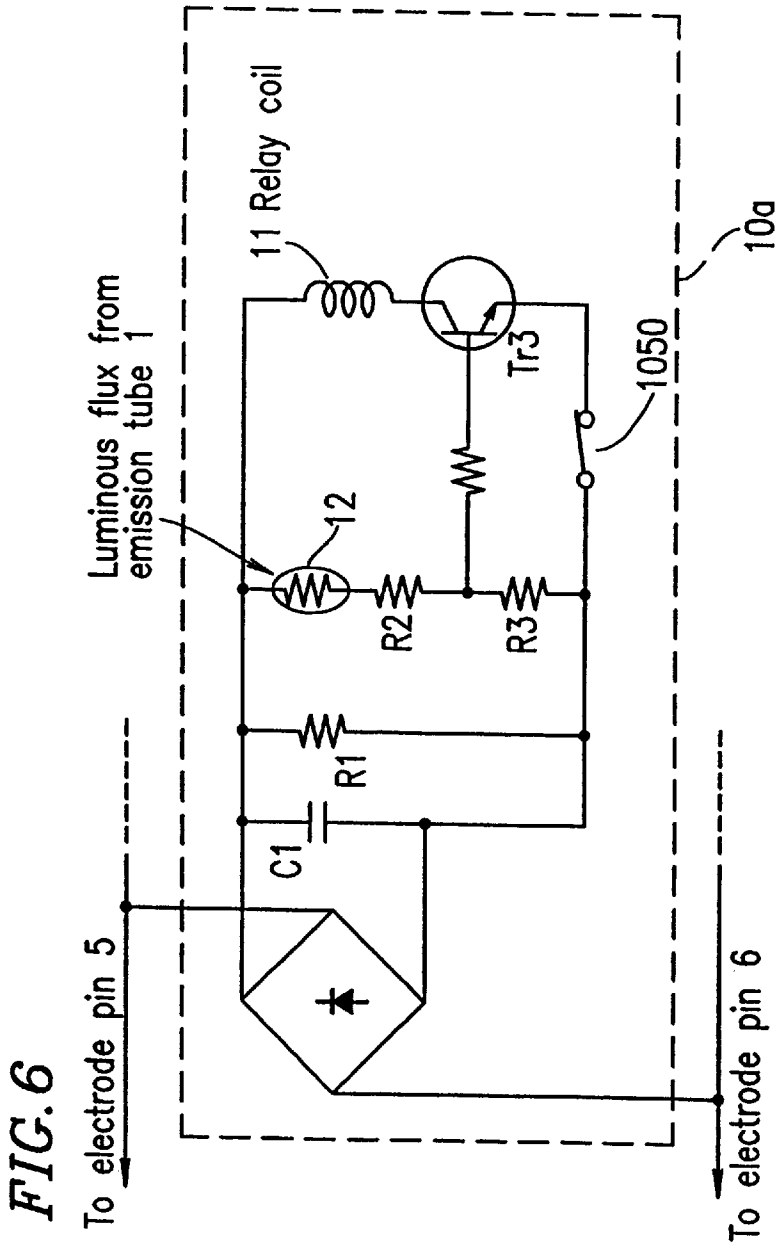 FIG.6
To electrode pin 5
Luminous flux from
emission tube 1
11 Relay coil
12
C1
R1
R2
R3
Tr3
1050
10a
To electrode pin 6